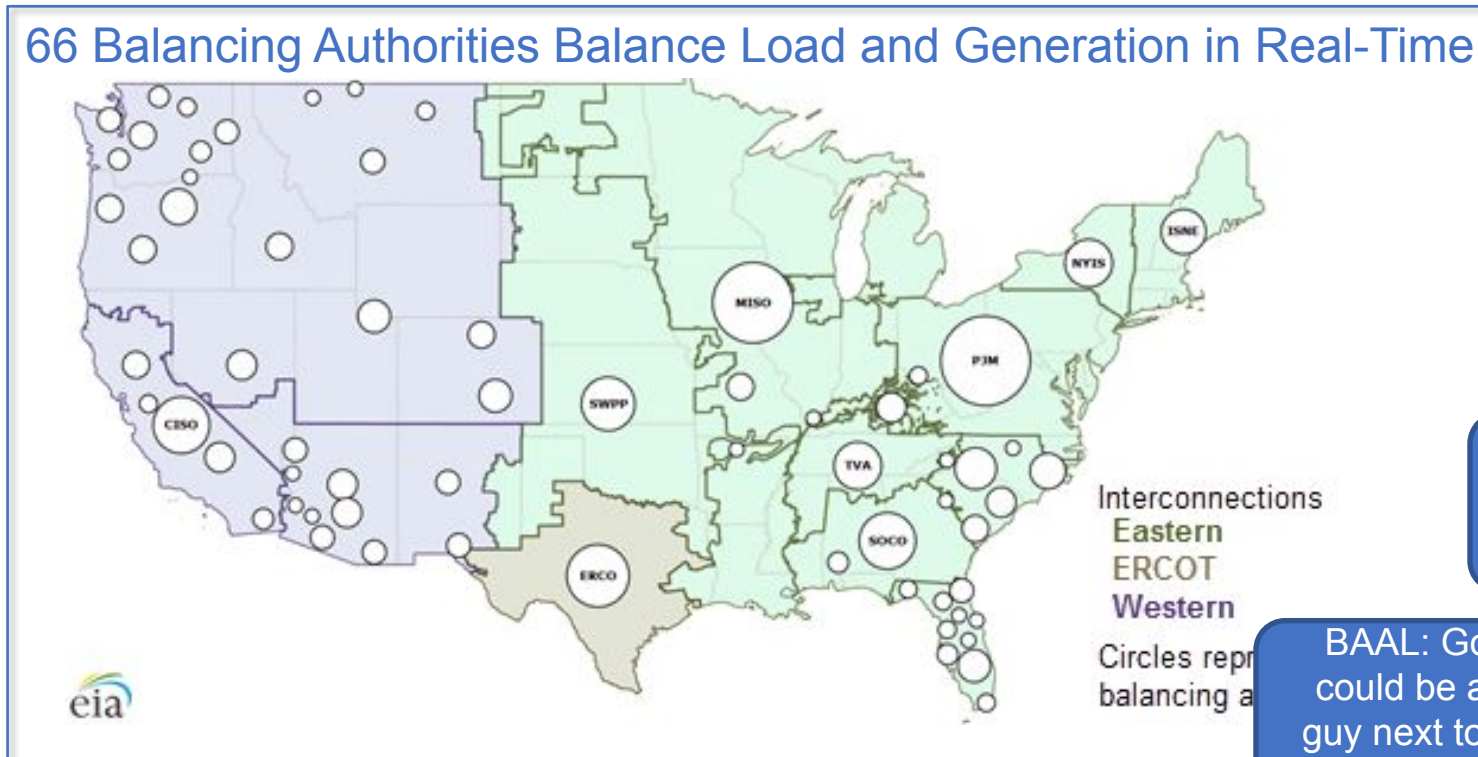 66 Balancing Authorities Balance Load and Generation in Real-Time
ISNE
NYIS
MISO
PJM
SWPP
CISO
TVA
SOCO
ERCO
Interconnections
Eastern
ERCOT
Western
Circles repr
balancing a
BAAL: Go
could be a
guy next to
eia